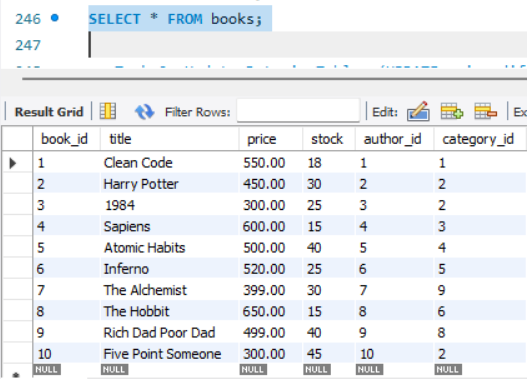 246 SELECT * FROM books;
247
Result Grid Filter Rows: Edit:
book_id title price stock author_id category_id
1 Clean Code 550.00 18 1 1
2 Harry Potter 450.00 30 2 2
3 1984 300.00 25 3 2
4 Sapiens 600.00 15 4 3
5 Atomic Habits 500.00 40 5 4
6 Inferno 520.00 25 6 5
7 The Alchemist 399.00 30 7 9
8 The Hobbit 650.00 15 8 6
9 Rich Dad Poor Dad 499.00 40 9 8
10 Five Point Someone 300.00 45 10 2
NULL NULL NULL NULL NULL NULL